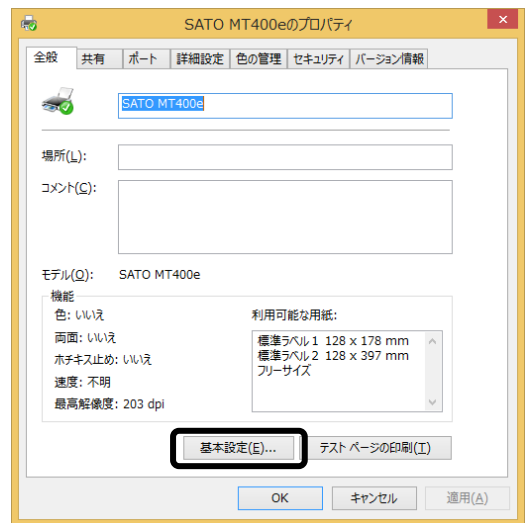 SATO MT400eのプロパティ
全般 共有 ポート 詳細設定 色の管理 セキュリティ バージョン情報
SATO MT400e
場所(L):
コメント(C):
モデル(O): SATO MT400e
機能
色: いいえ
両面: いいえ
ホチキス止め: いいえ
速度: 不明
最高解像度: 203 dpi
利用可能な用紙:
標準ラベル1 128 x 178 mm
標準ラベル2 128 x 397 mm
フリーサイズ
基本設定(E)... テスト ページの印刷(T)
OK キャンセル 適用(A)